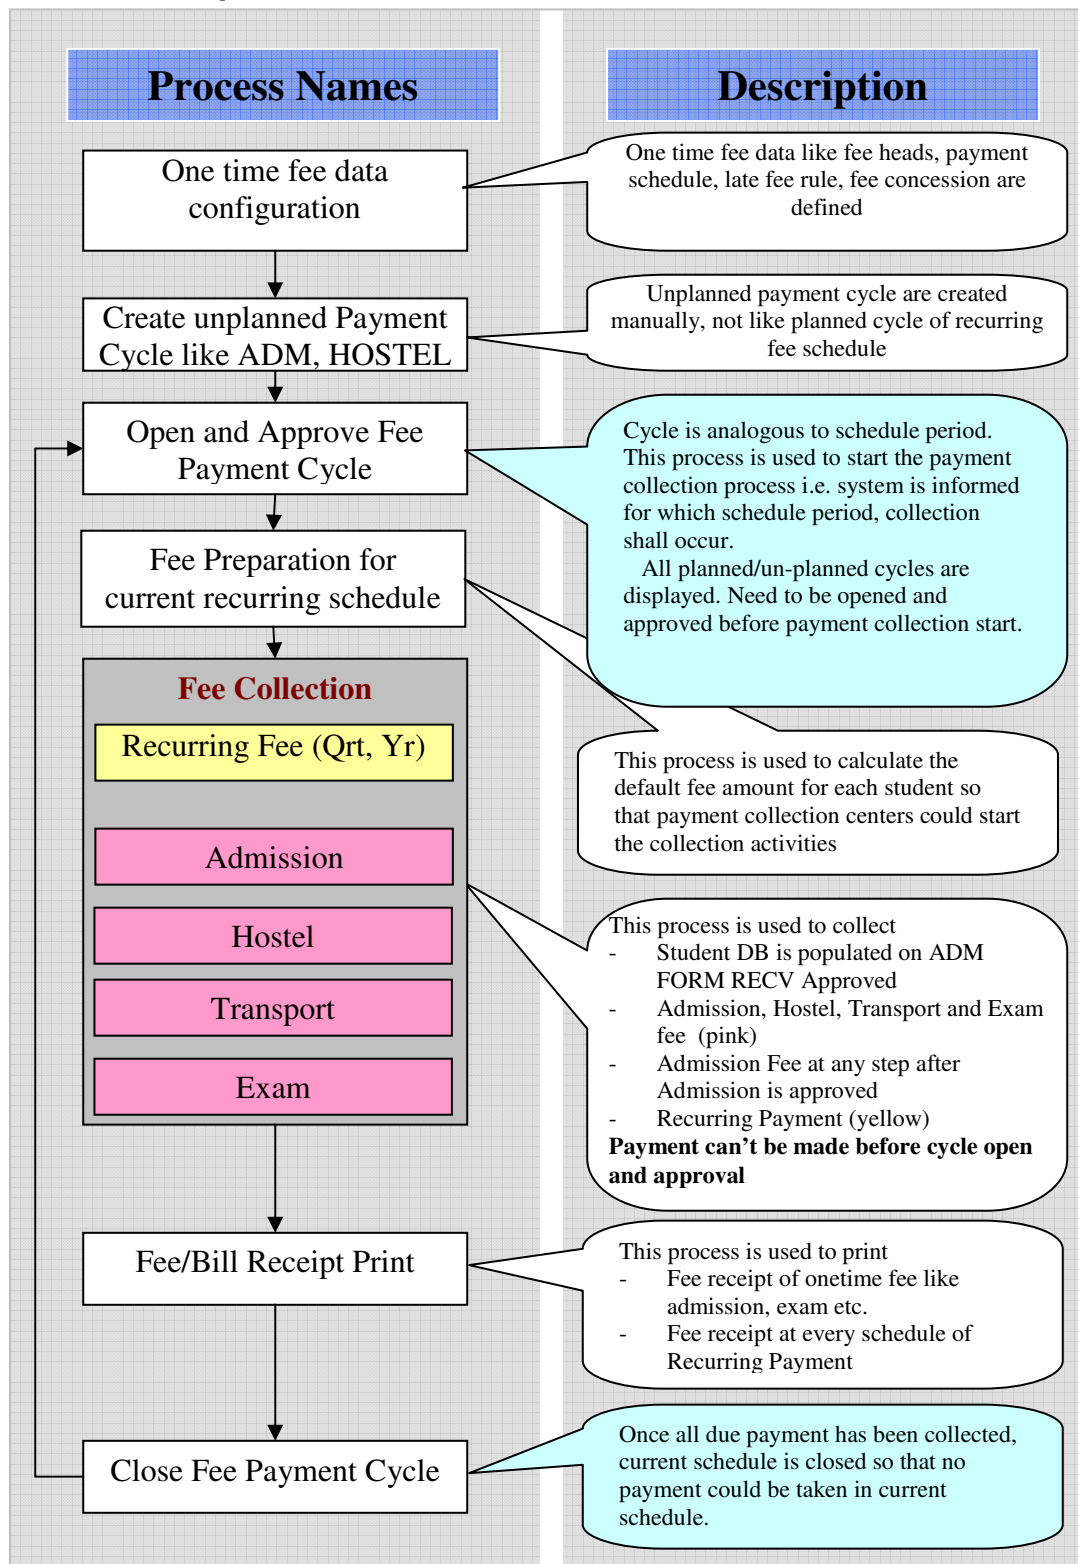 Process Names
Description
One time fee data
configuration
One time fee data like fee heads, payment
schedule, late fee rule, fee concession are
defined
Create unplanned Payment
Cycle like ADM, HOSTEL
Unplanned payment cycle are created
manually, not like planned cycle of recurring
fee schedule
Open and Approve Fee
Payment Cycle
Cycle is analogous to schedule period.
This process is used to start the payment
collection process i.e. system is informed
for which schedule period, collection
shall occur.
All planned/un-planned cycles are
displayed. Need to be opened and
approved before payment collection start.
Fee Preparation for
current recurring schedule
This process is used to calculate the
default fee amount for each student so
that payment collection centers could start
the collection activities
Fee Collection
Recurring Fee (Qrt, Yr)
Admission
Hostel
Transport
Exam
This process is used to collect
- Student DB is populated on ADM
FORM RECV Approved
- Admission, Hostel, Transport and Exam
fee (pink)
- Admission Fee at any step after
Admission is approved
- Recurring Payment (yellow)
Payment can’t be made before cycle open
and approval
Fee/Bill Receipt Print
This process is used to print
- Fee receipt of onetime fee like
admission, exam etc.
- Fee receipt at every schedule of
Recurring Payment
Close Fee Payment Cycle
Once all due payment has been collected,
current schedule is closed so that no
payment could be taken in current
schedule.